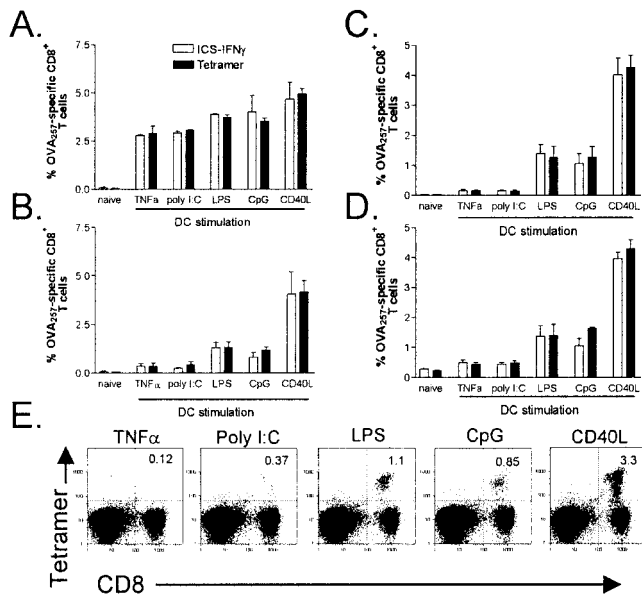 A.
% OVA257-specific CD8+
T cells
7.5
5.0
2.5
0
ICS-IFNγ
Tetramer
naive
TNFa
poly I:C
LPS
CpG
CD40L
DC stimulation
B.
% OVA257-specific CD8+
T cells
7.5
5.0
2.5
0.0
naive
TNFα
poly I:C
LPS
CpG
CD40L
DC stimulation
C.
% OVA257-specific CD8+
T cells
5
4
3
2
1
0
naive
TNFa
poly I:C
LPS
CpG
CD40L
DC stimulation
D.
% OVA257-specific CD8+
T cells
5
4
3
2
1
0
naive
TNFa
poly I:C
LPS
CpG
CD40L
DC stimulation
E.
TNFα
Poly I:C
LPS
CpG
CD40L
0.12
0.37
1.1
0.85
3.3
Tetramer
CD8